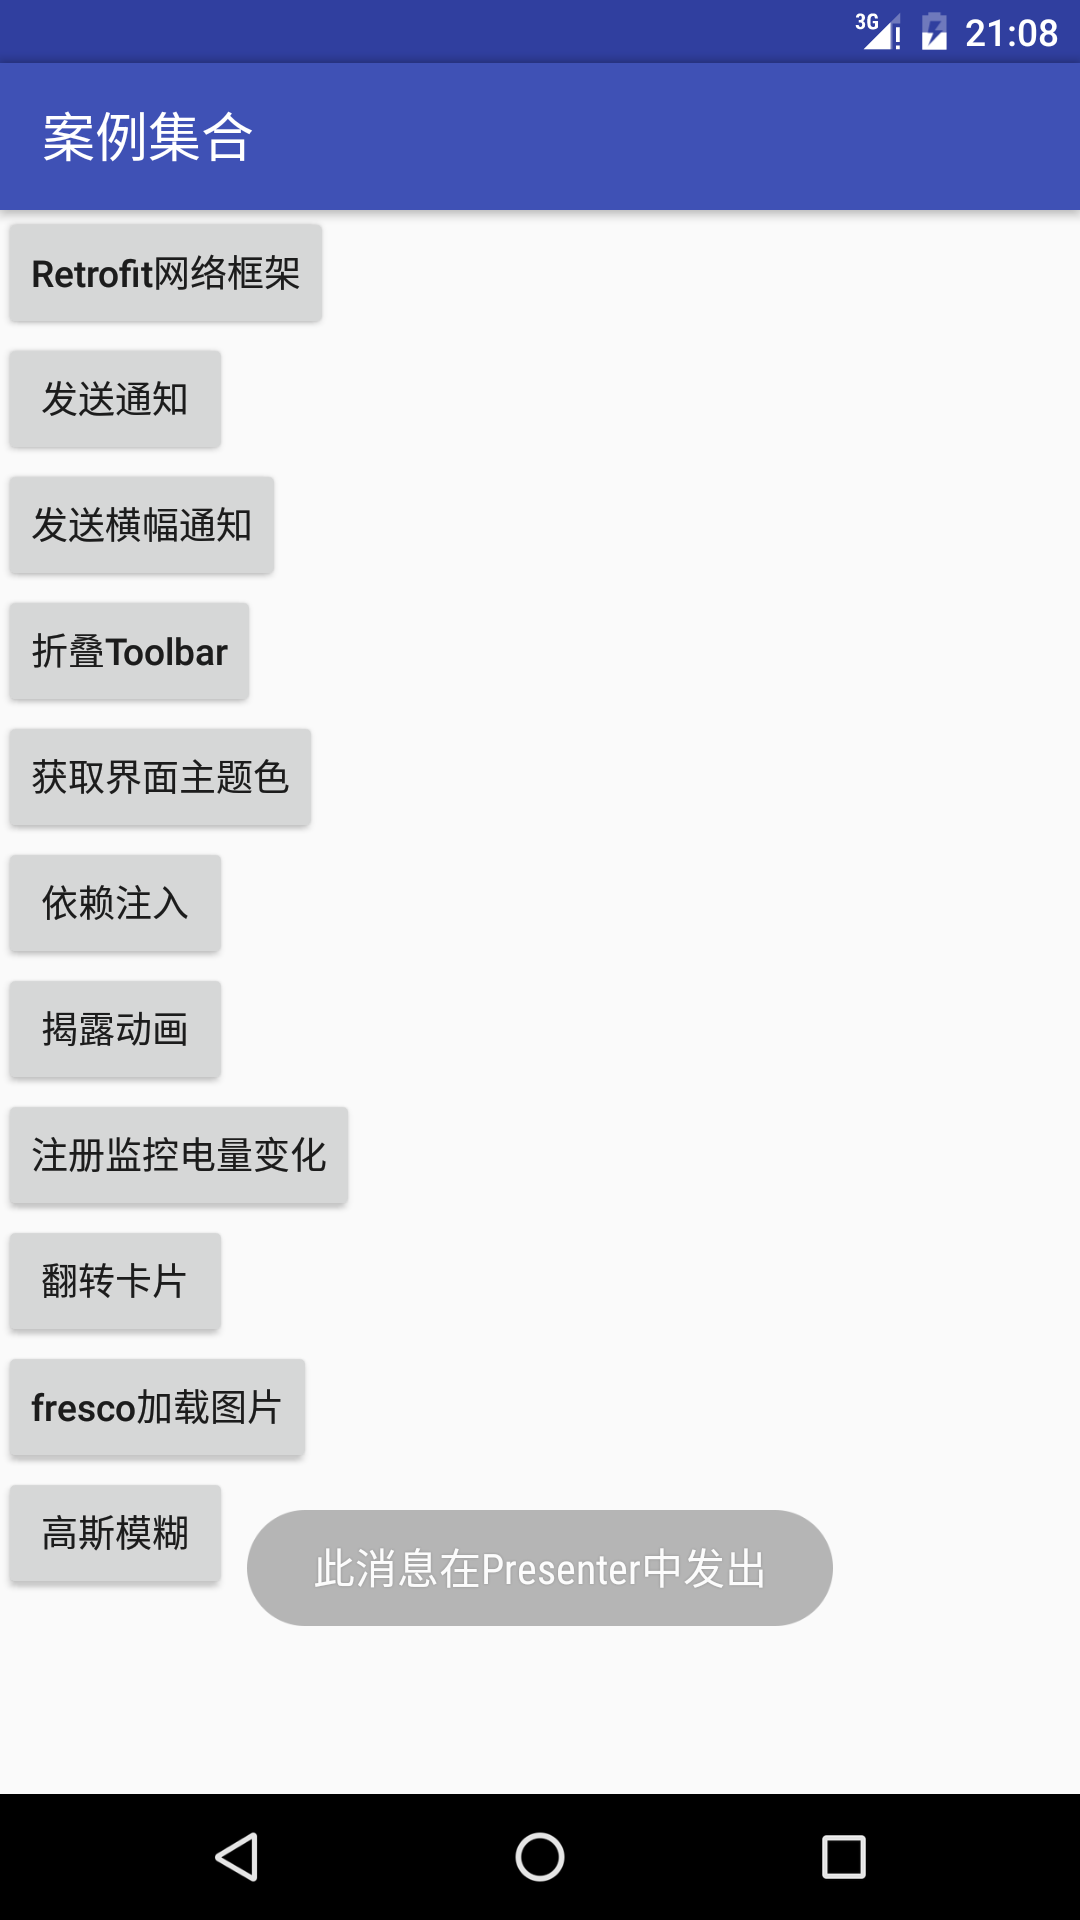 3G 21:08
案例集合
Retrofit网络框架
发送通知
发送横幅通知
折叠Toolbar
获取界面主题色
依赖注入
揭露动画
注册监控电量变化
翻转卡片
fresco加载图片
高斯模糊
此消息在Presenter中发出